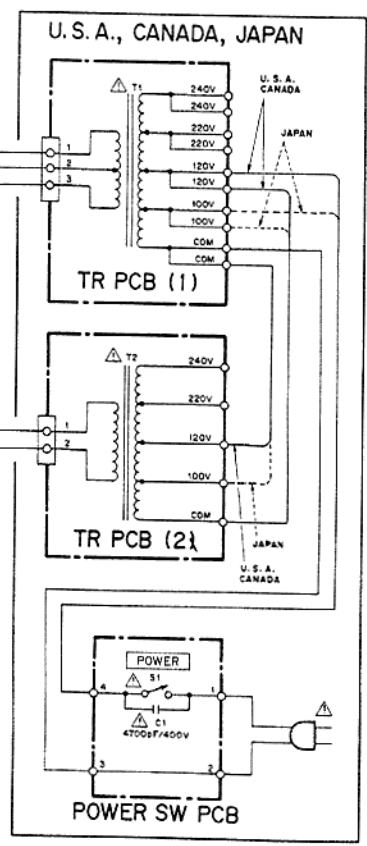 U.S.A., CANADA, JAPAN
T1
240V
240V
220V
220V
120V
120V
100V
100V
COM
COM
U.S.A.
CANADA
JAPAN
1
2
3
TR PCB (1)
T2
240V
220V
120V
100V
COM
1
2
TR PCB (2)
JAPAN
U.S.A.
CANADA
POWER
S1
4
1
C1
4700pF/400V
3
2
POWER SW PCB